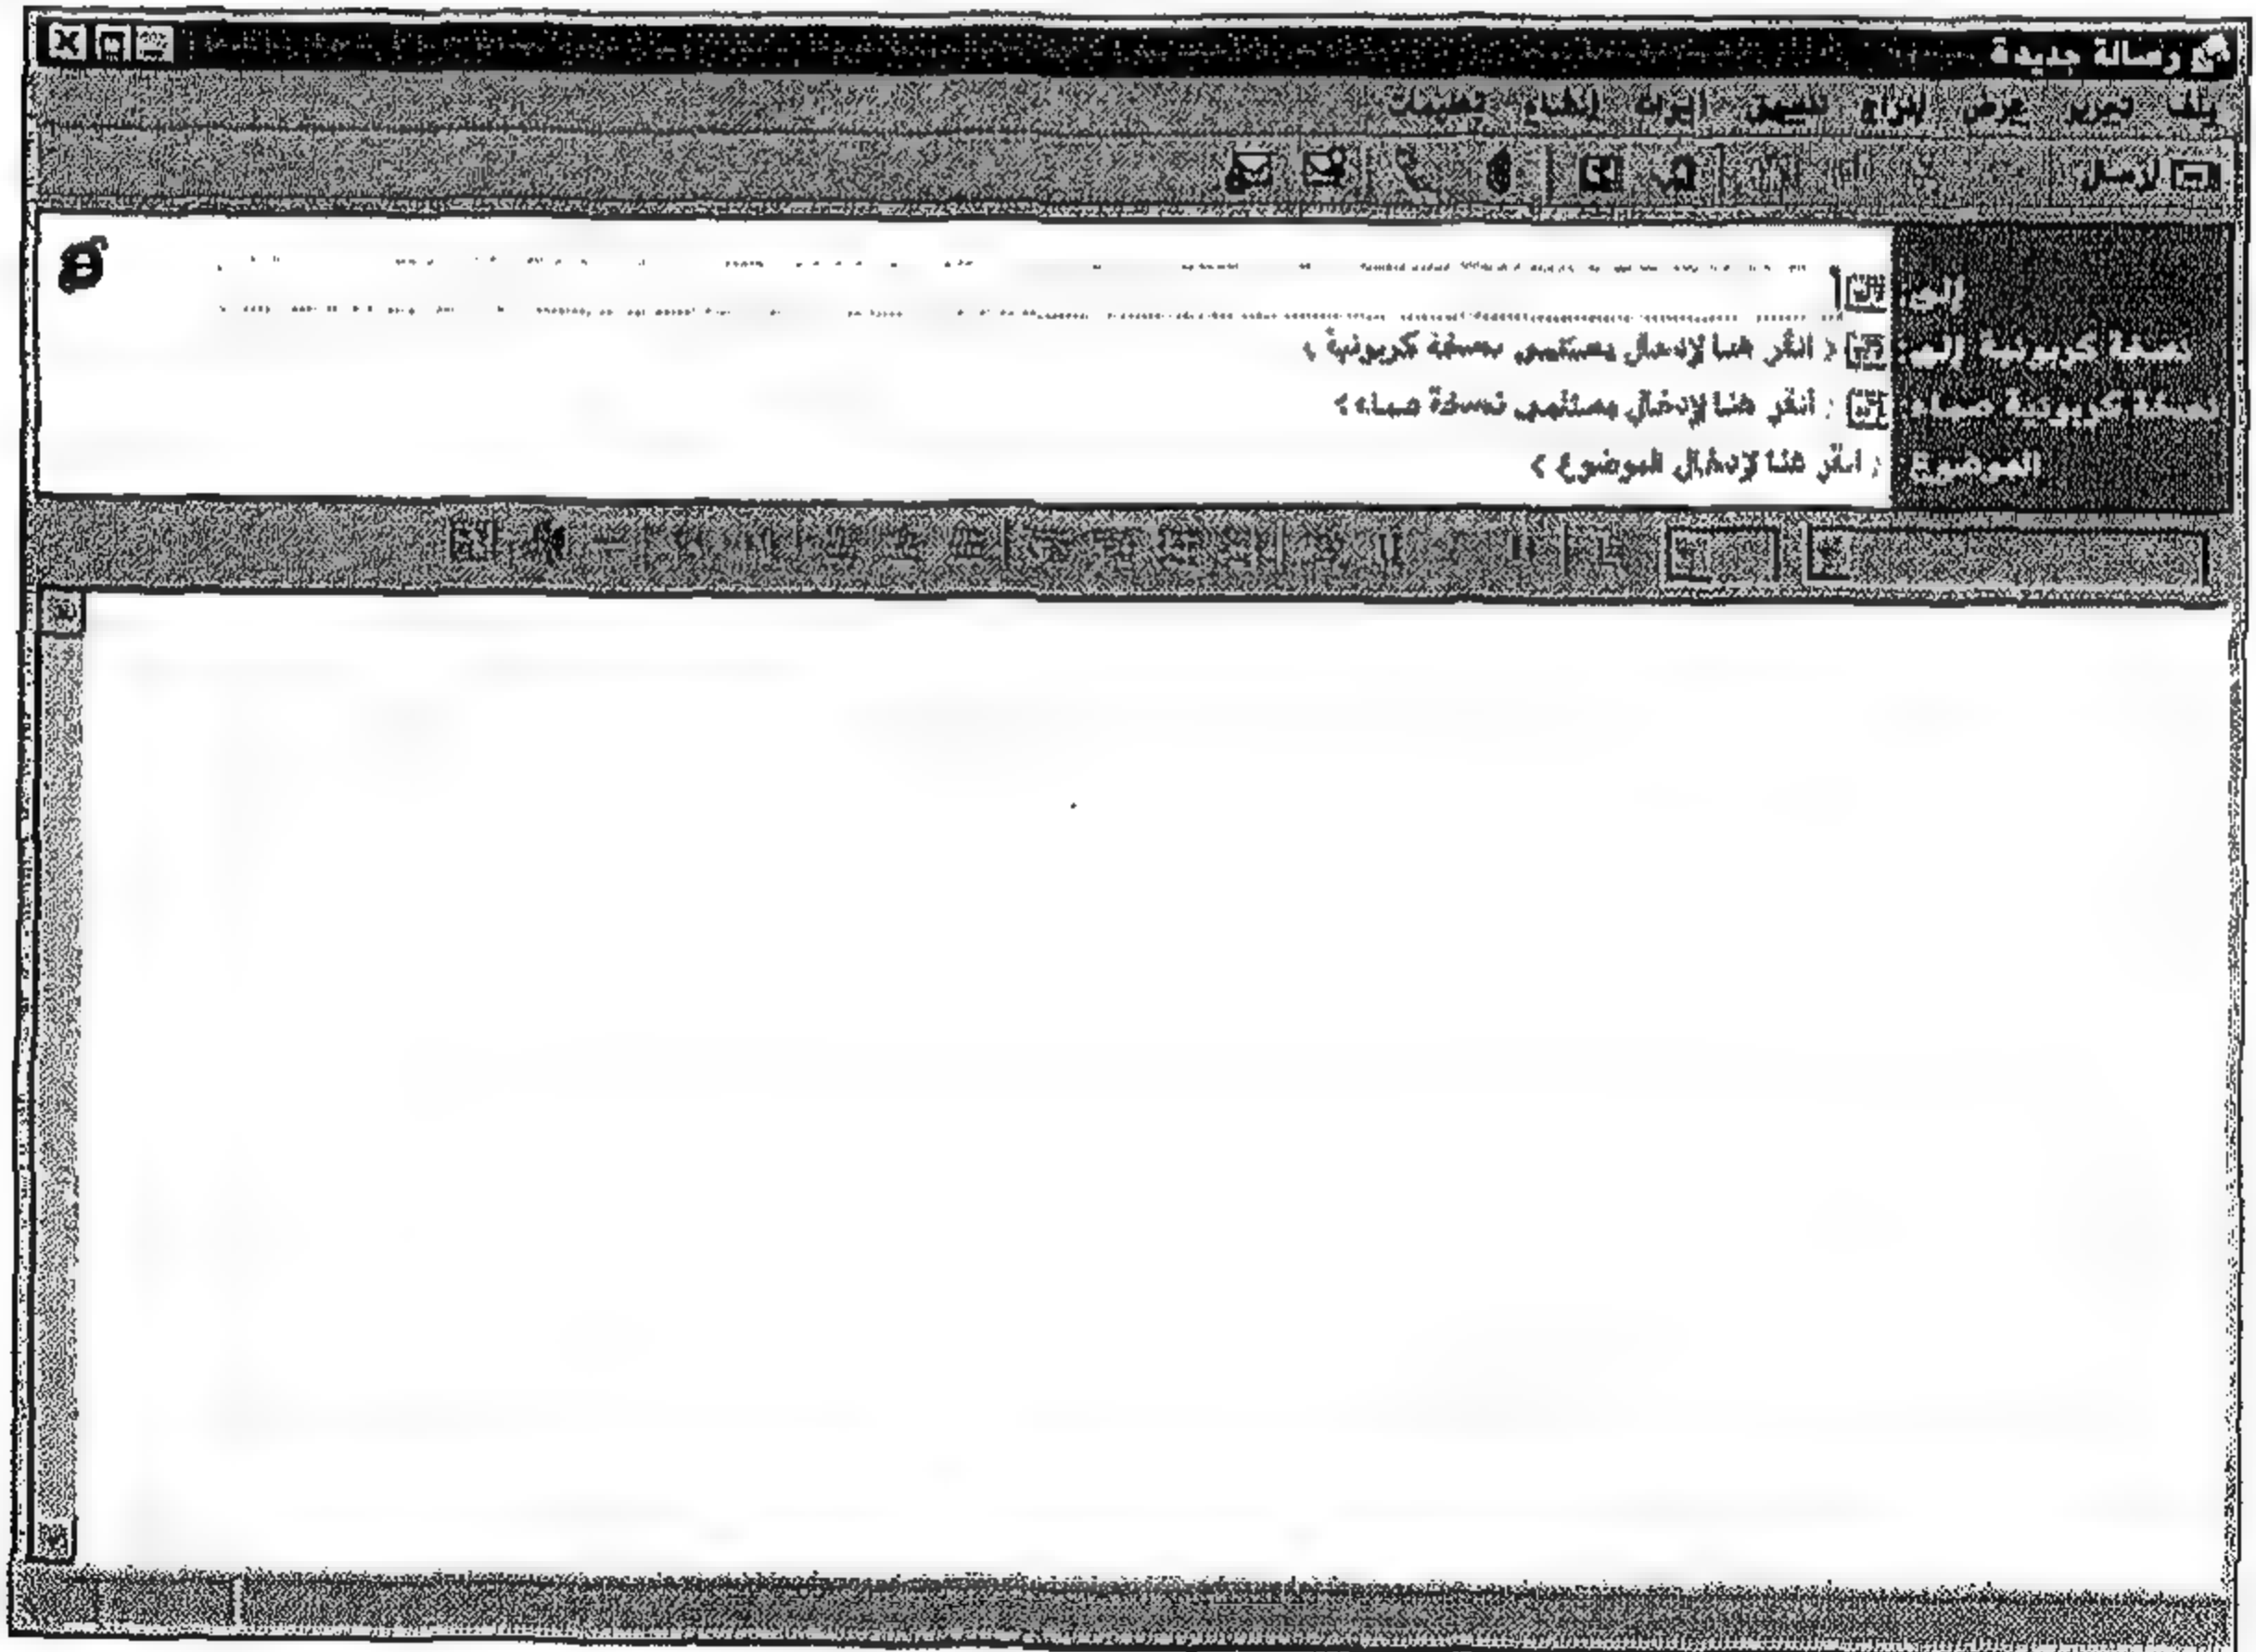 رسالة جديدة
ملف تحرير عرض إدراج تنسيق أدوات إنشاء تعليمات
إرسال
إلى
نسخة كربونية إلى < انقر هنا لإدخال مستلمي نسخة كربونية >
نسخة كربونية صماء < انقر هنا لإدخال مستلمي نسخة صماء >
الموضوع < انقر هنا لإدخال الموضوع >